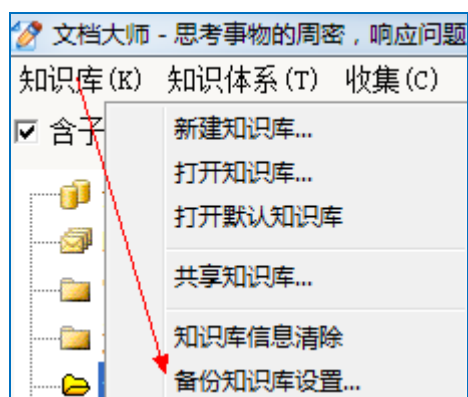 文档大师 - 思考事物的周密，响应问题
知识库(K) 知识体系(T) 收集(C)
含子
新建知识库...
打开知识库...
打开默认知识库
共享知识库...
知识库信息清除
备份知识库设置...